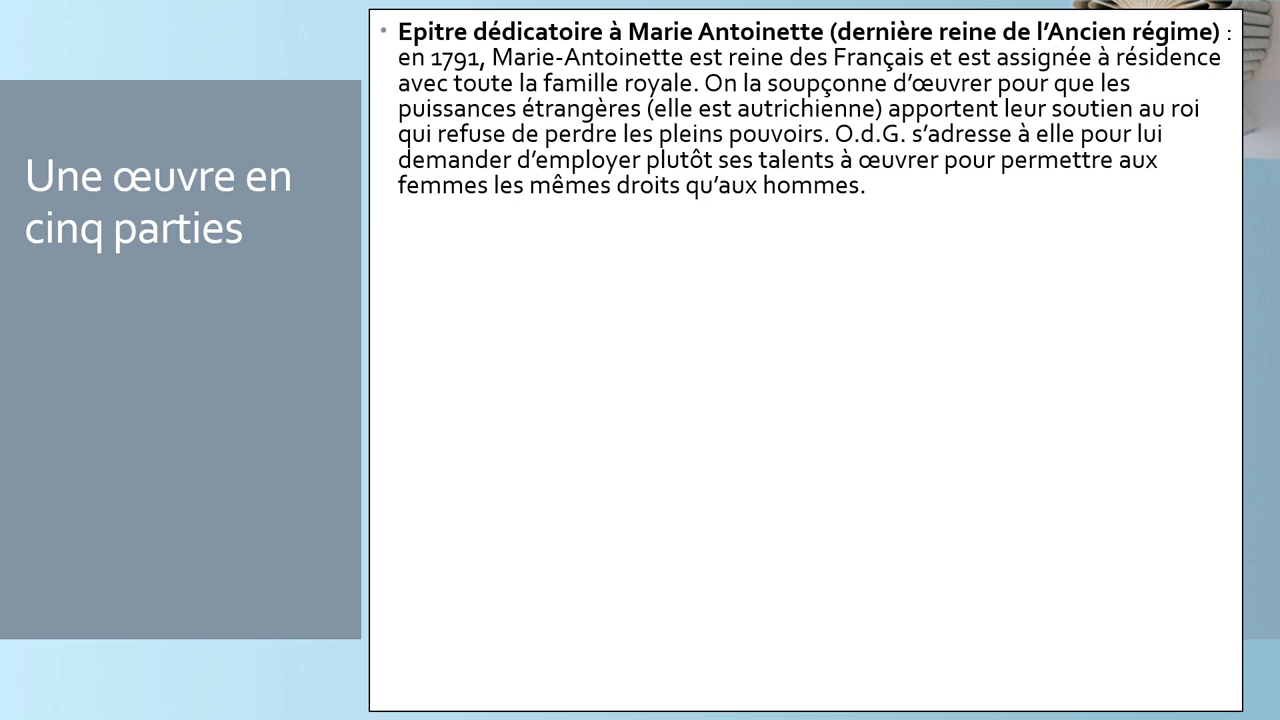 Une œuvre en
cinq parties
• Epitre dédicatoire à Marie Antoinette (dernière reine de l’Ancien régime) :
en 1791, Marie-Antoinette est reine des Français et est assignée à résidence
avec toute la famille royale. On la soupçonne d’œuvrer pour que les
puissances étrangères (elle est autrichienne) apportent leur soutien au roi
qui refuse de perdre les pleins pouvoirs. O.d.G. s’adresse à elle pour lui
demander d’employer plutôt ses talents à œuvrer pour permettre aux
femmes les mêmes droits qu’aux hommes.